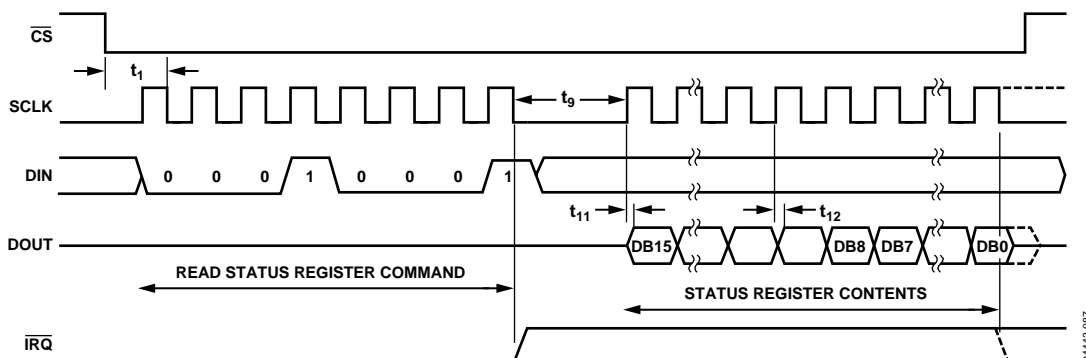 CS
t1
SCLK
t9
DIN
0 0 0 1 0 0 0 1
t11
t12
DOUT
DB15
DB8
DB7
DB0
READ STATUS REGISTER COMMAND
STATUS REGISTER CONTENTS
IRQ